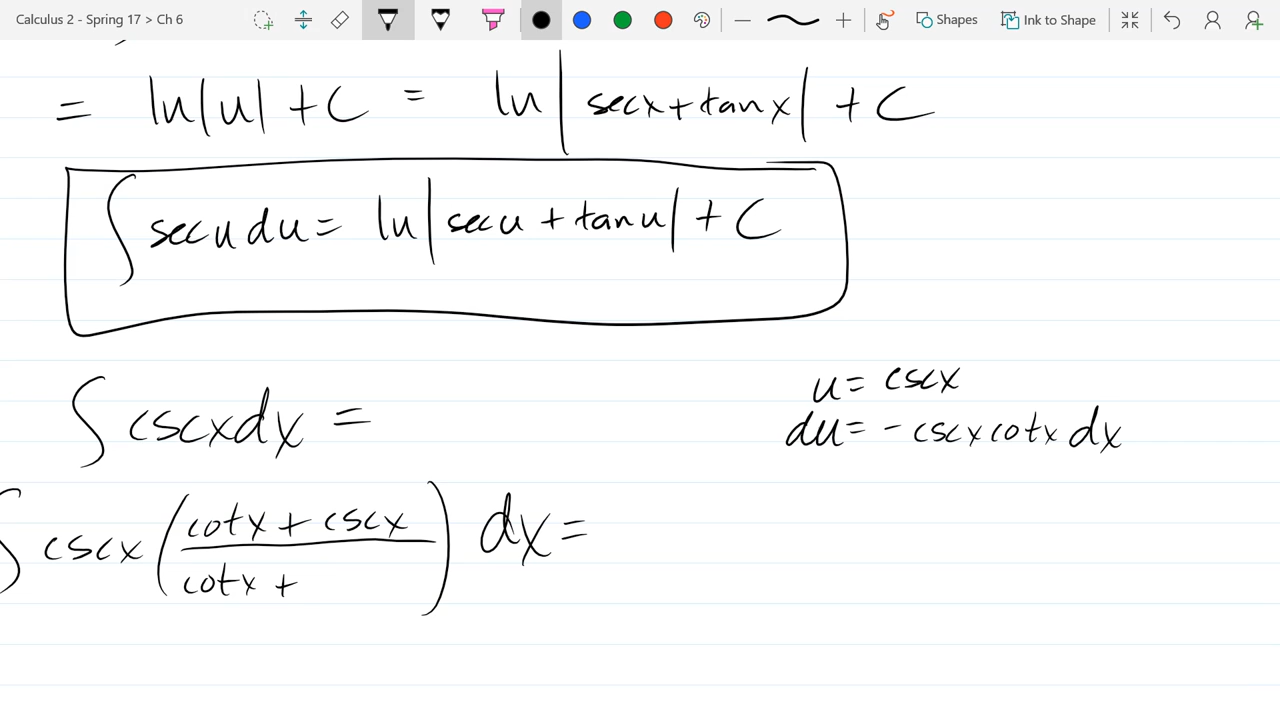 Calculus 2 - Spring 17 > Ch 6 Shapes Ink to Shape
= ln|u| + C = ln|secx + tanx| + C
∫ secu du = ln|secu + tanu| + C
∫ cscx dx =
u = cscx
du = - cscx cotx dx
∫ cscx (cotx + cscx / cotx + ) dx =